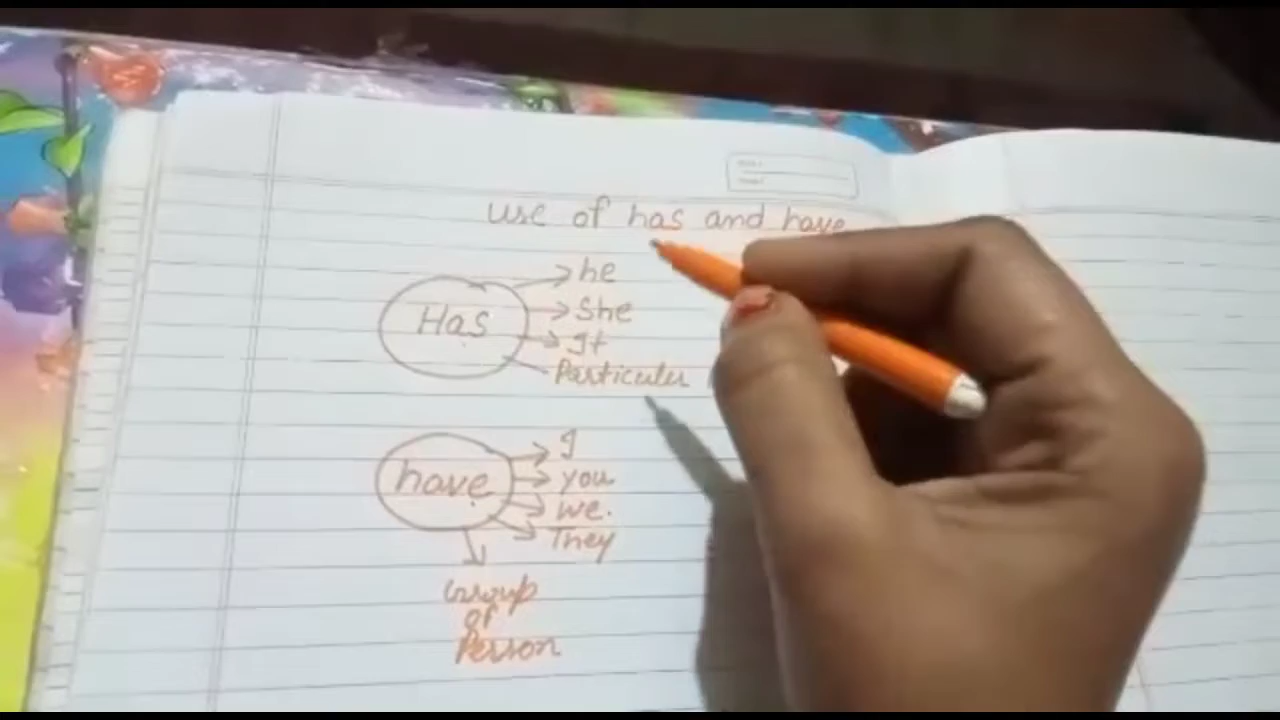 use of has and have
Has
he
She
It
Particular
have
I
you
we.
They
Group
of
Person